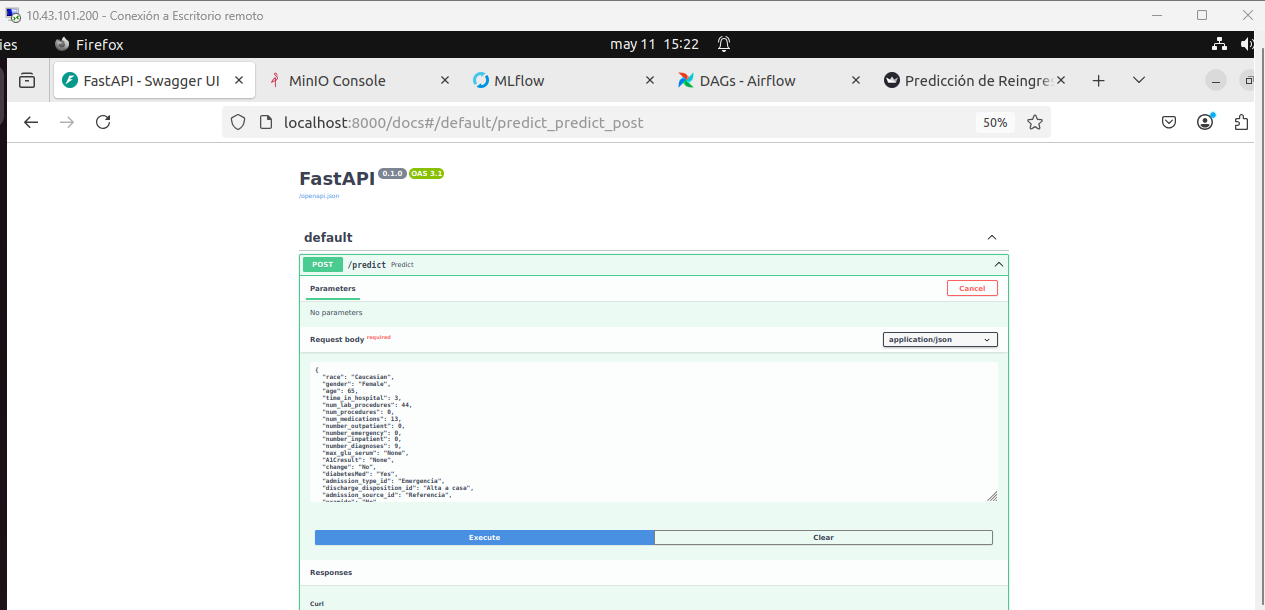 10.43.101.200 - Conexión a Escritorio remoto
ies Firefox may 11 15:22
FastAPI - Swagger UI MinIO Console MLflow DAGs - Airflow Predicción de Reingre
localhost:8000/docs#/default/predict_predict_post 50%
FastAPI 0.1.0 OAS 3.1
/openapi.json
default
POST /predict Predict
Parameters Cancel
No parameters
Request body required application/json
{
"race": "Caucasian",
"gender": "Female",
"age": 65,
"time_in_hospital": 3,
"num_lab_procedures": 44,
"num_procedures": 0,
"num_medications": 13,
"number_outpatient": 0,
"number_emergency": 0,
"number_inpatient": 0,
"number_diagnoses": 9,
"max_glu_serum": "None",
"A1Cresult": "None",
"change": "No",
"diabetesMed": "Yes",
"admission_type_id": "Emergencia",
"discharge_disposition_id": "Alta a casa",
"admission_source_id": "Referencia",
Execute Clear
Responses
Curl